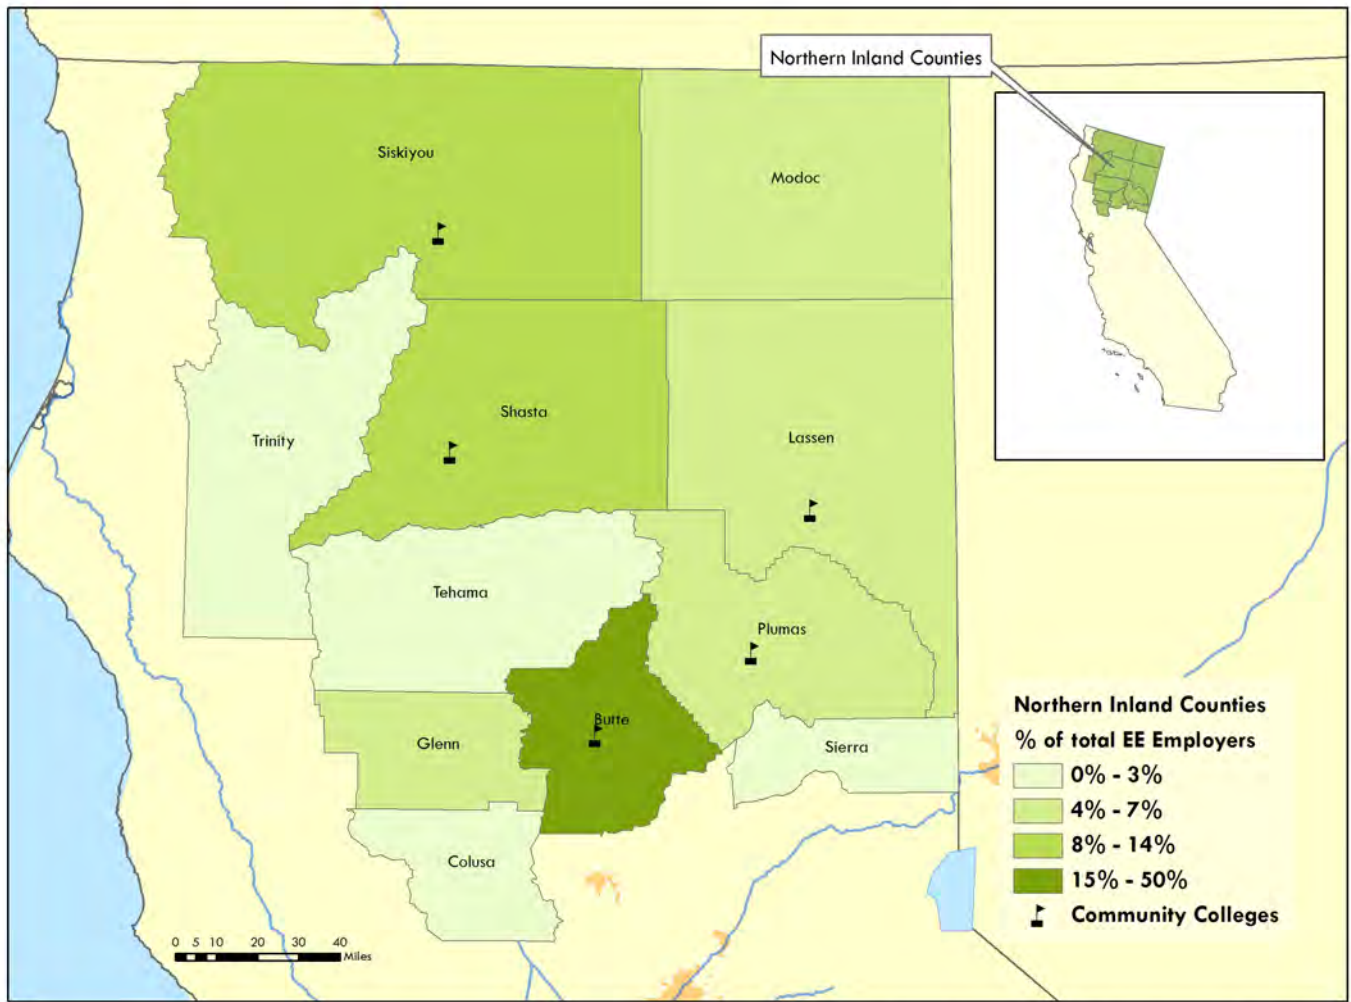 Northern Inland Counties
Siskiyou
Modoc
Shasta
Trinity
Lassen
Tehama
Plumas
Butte
Glenn
Sierra
Colusa
Northern Inland Counties
% of total EE Employers
0% - 3%
4% - 7%
8% - 14%
15% - 50%
Community Colleges
0 5 10 20 30 40
Miles